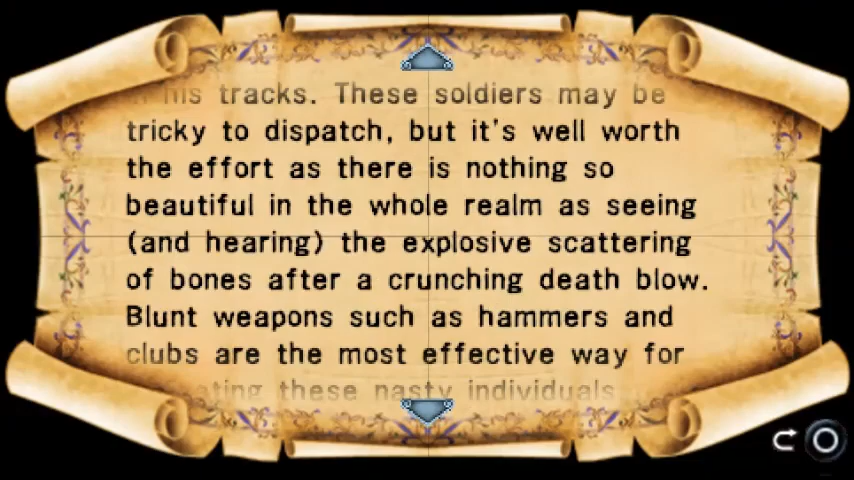 his tracks. These soldiers may be
tricky to dispatch, but it's well worth
the effort as there is nothing so
beautiful in the whole realm as seeing
(and hearing) the explosive scattering
of bones after a crunching death blow.
Blunt weapons such as hammers and
clubs are the most effective way for
these nasty individuals